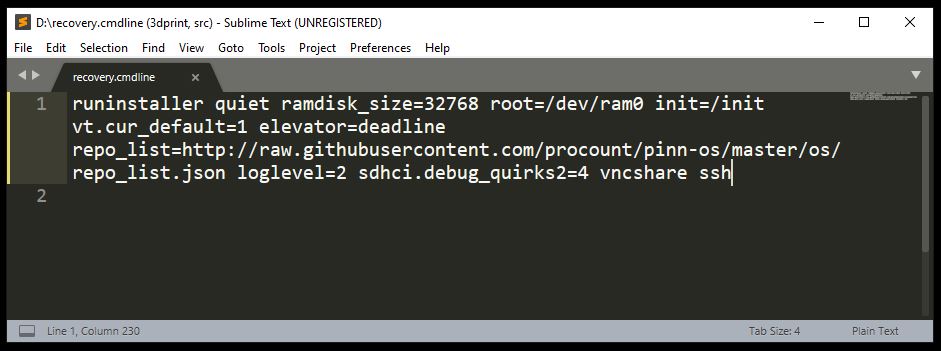 D:\recovery.cmdline (3dprint, src) - Sublime Text (UNREGISTERED)
File Edit Selection Find View Goto Tools Project Preferences Help
recovery.cmdline
1 runinstaller quiet ramdisk_size=32768 root=/dev/ram0 init=/init
vt.cur_default=1 elevator=deadline
repo_list=http://raw.githubusercontent.com/procount/pinn-os/master/os/
repo_list.json loglevel=2 sdhci.debug_quirks2=4 vncshare ssh
2
Line 1, Column 230 Tab Size: 4 Plain Text